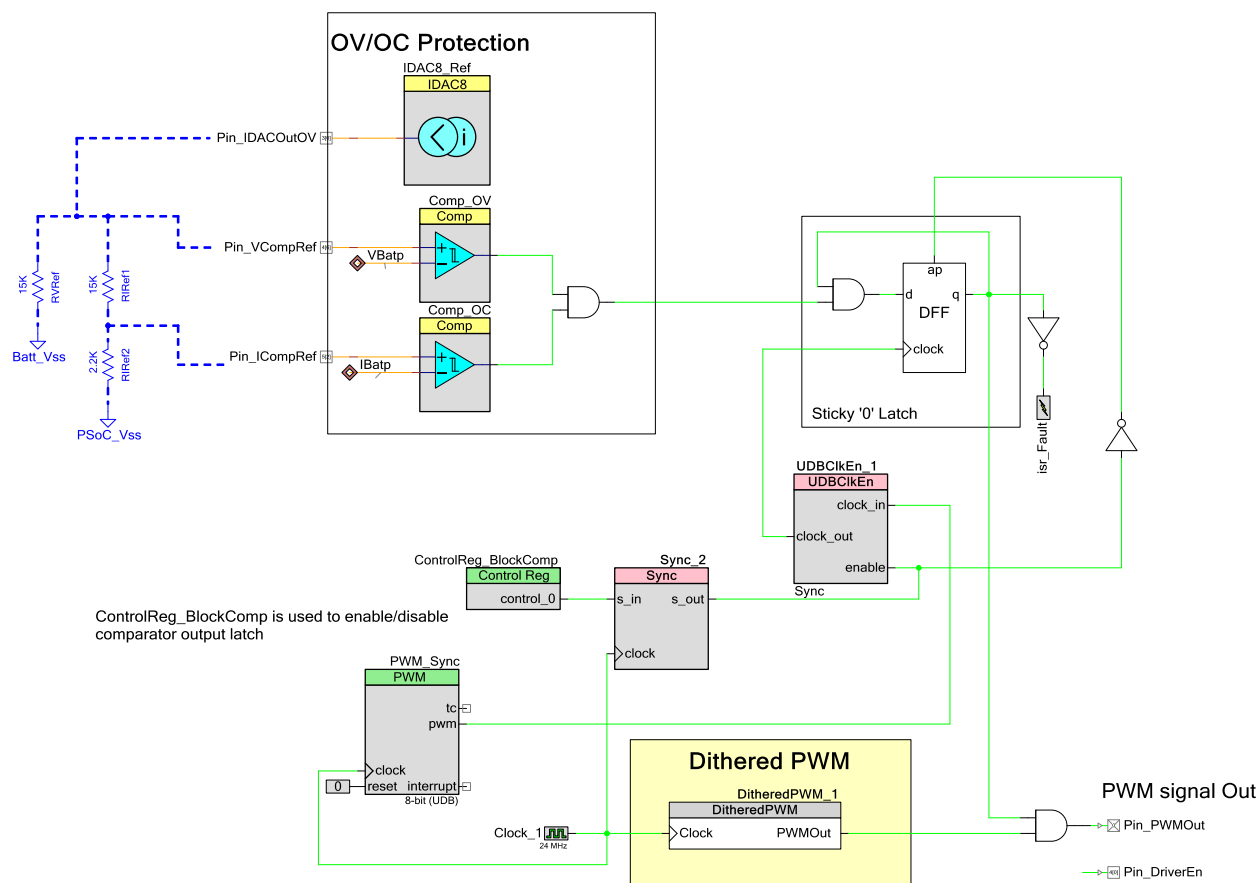 OV/OC Protection
IDAC8_Ref
IDAC8
Pin_IDACOutOV
Comp_OV
Comp
Pin_VCompRef
VBatp
15K
RVRef
15K
RIRef1
Comp_OC
Comp
Pin_ICompRef
IBatp
2.2K
RIRef2
Batt_Vss
PSoC_Vss
ap
d
q
DFF
clock
Sticky '0' Latch
isr_Fault
UDBClkEn_1
UDBClkEn
clock_in
clock_out
enable
Sync
ControlReg_BlockComp
Control Reg
control_0
Sync_2
Sync
s_in
s_out
clock
ControlReg_BlockComp is used to enable/disable
comparator output latch
PWM_Sync
PWM
tc
pwm
clock
0
reset
interrupt
8-bit (UDB)
Dithered PWM
DitheredPWM_1
DitheredPWM
Clock_1
24 MHz
Clock
PWMOut
PWM signal Out
Pin_PWMOut
Pin_DriverEn